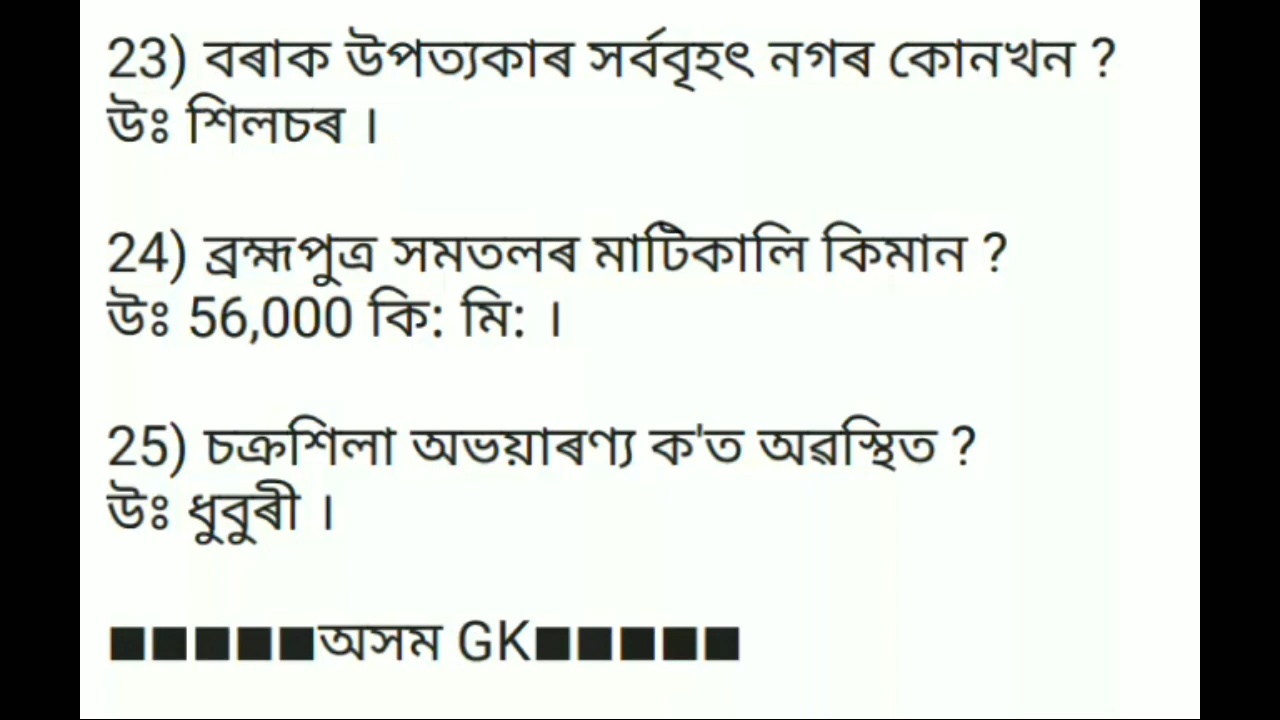 23) বৰাক উপত্যকাৰ সৰ্ববৃহৎ নগৰ কোনখন ?
উঃ শিলচৰ ।
24) ব্ৰহ্মপুত্ৰ সমতলৰ মাটিকালি কিমান ?
উঃ 56,000 কি: মি: ।
25) চক্ৰশিলা অভয়াৰণ্য ক'ত অৱস্থিত ?
উঃ ধুবুৰী ।
■■■■■অসম GK■■■■■